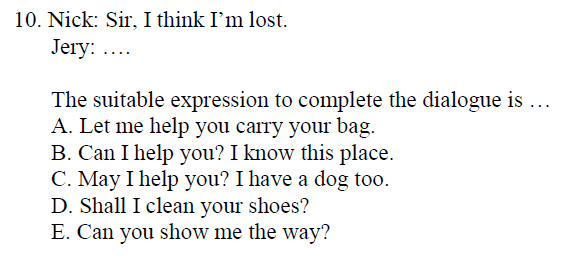 10. Nick: Sir, I think I’m lost.
Jery: ….
The suitable expression to complete the dialogue is …
A. Let me help you carry your bag.
B. Can I help you? I know this place.
C. May I help you? I have a dog too.
D. Shall I clean your shoes?
E. Can you show me the way?